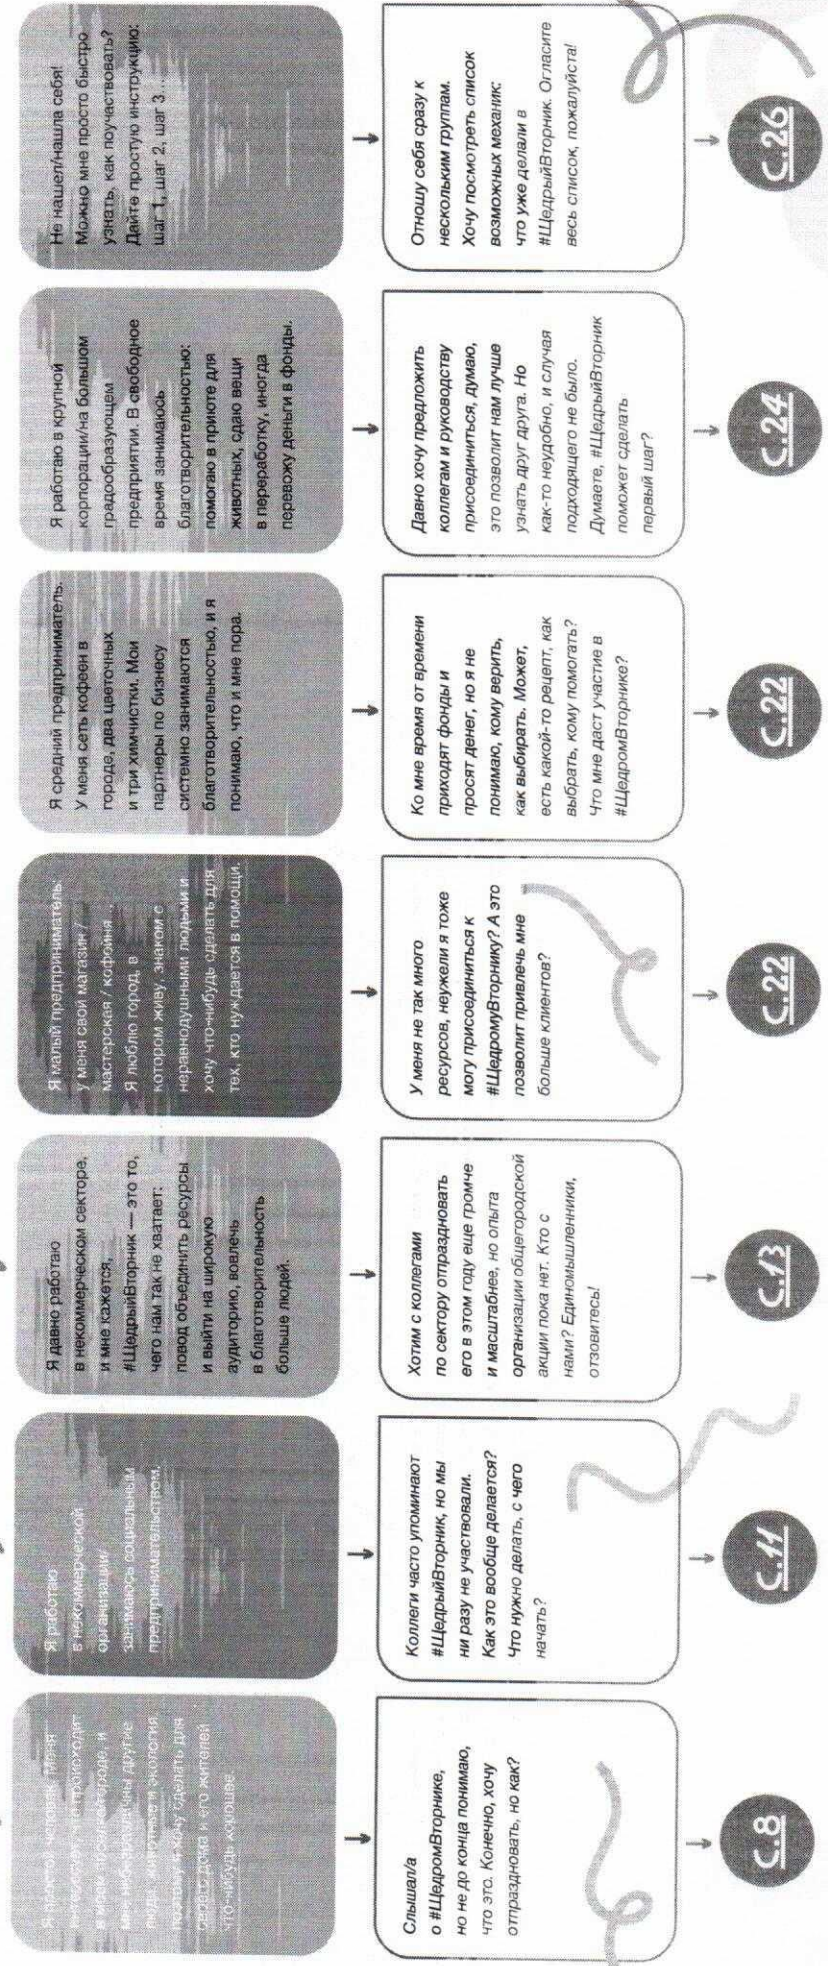 Я простой человек. Меня
мне небезразличны другие
люди, животные и экология,
что-нибудь хорошее.
Слышал/а
о #ЩедромВторнике,
но не до конца понимаю,
что это. Конечно, хочу
отпраздновать, но как?
С.8
Я работаю
в некоммерческой
организации/
занимаюсь социальным
предпринимательством.
Коллеги часто упоминают
#ЩедрыйВторник, но мы
ни разу не участвовали.
Как это вообще делается?
Что нужно делать, с чего
начать?
С.11
Я давно работаю
в некоммерческом секторе,
и мне кажется,
#ЩедрыйВторник — это то,
чего нам так не хватает:
повод объединить ресурсы
и выйти на широкую
аудиторию, вовлечь
в благотворительность
больше людей.
Хотим с коллегами
по сектору отпраздновать
его в этом году еще громче
и масштабнее, но опыта
организации общегородской
акции пока нет. Кто с
нами? Единомышленники,
отзовитесь!
С.13
Я малый предприниматель:
у меня свой магазин /
мастерская / кофейня...
Я люблю город, в
котором живу, знаком с
неравнодушными людьми и
хочу что-нибудь сделать для
тех, кто нуждается в помощи.
У меня не так много
ресурсов, неужели я тоже
могу присоединиться к
#ЩедромуВторнику? А это
позволит привлечь мне
больше клиентов?
С.22
Я средний предприниматель.
У меня сеть кофеен в
городе, два цветочных
и три химчистки. Мои
партнеры по бизнесу
системно занимаются
благотворительностью, и я
понимаю, что и мне пора.
Ко мне время от времени
приходят фонды и
просят денег, но я не
понимаю, кому верить,
как выбирать. Может,
есть какой-то рецепт, как
выбрать, кому помогать?
Что мне даст участие в
#ЩедромВторнике?
С.22
Я работаю в крупной
корпорации/на большом
градообразующем
предприятии. В свободное
время занимаюсь
благотворительностью:
помогаю в приюте для
животных, сдаю вещи
в переработку, иногда
перевожу деньги в фонды.
Давно хочу предложить
коллегам и руководству
присоединиться, думаю,
это позволит нам лучше
узнать друг друга. Но
как-то неудобно, и случая
подходящего не было.
Думаете, #ЩедрыйВторник
поможет сделать
первый шаг?
С.24
Не нашел/нашла себя!
Можно мне просто быстро
узнать, как поучаствовать?
Дайте простую инструкцию:
шаг 1, шаг 2, шаг 3...
Отношу себя сразу к
нескольким группам.
Хочу посмотреть список
возможных механик:
что уже делали в
#ЩедрыйВторник. Огласите
весь список, пожалуйста!
С.26